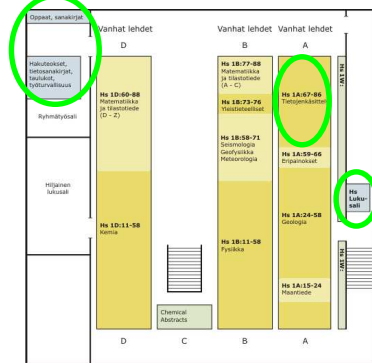 Oppaat, sanakirjat
Vanhat lehdet
Vanhat lehdet
Vanhat lehdet
D
B
A
Hakuteokset,
tietosanakirjat,
taulukot,
työturvallisuus
Ryhmätyösali
Hiljainen
lukusali
Hs 1D:60-88
Matematiikka
ja tilastotiede
(D - Z)
Hs 1D:11-58
Kemia
Chemical
Abstracts
Hs 1B:77-88
Matematiikka
ja tilastotiede
(A - C)
Hs 1B:73-76
Yleistieteelliset
Hs 1B:58-71
Seismologia
Geofysiikka
Meteorologia
Hs 1B:11-58
Fysiikka
Hs 1A:67-86
Tietojenkäsittely
Hs 1A:59-66
Eripainokset
Hs 1A:24-58
Geologia
Hs 1A:15-24
Maantiede
Hs 1W:
Hs
Luku-
sali
Hs 1W:
D
C
B
A